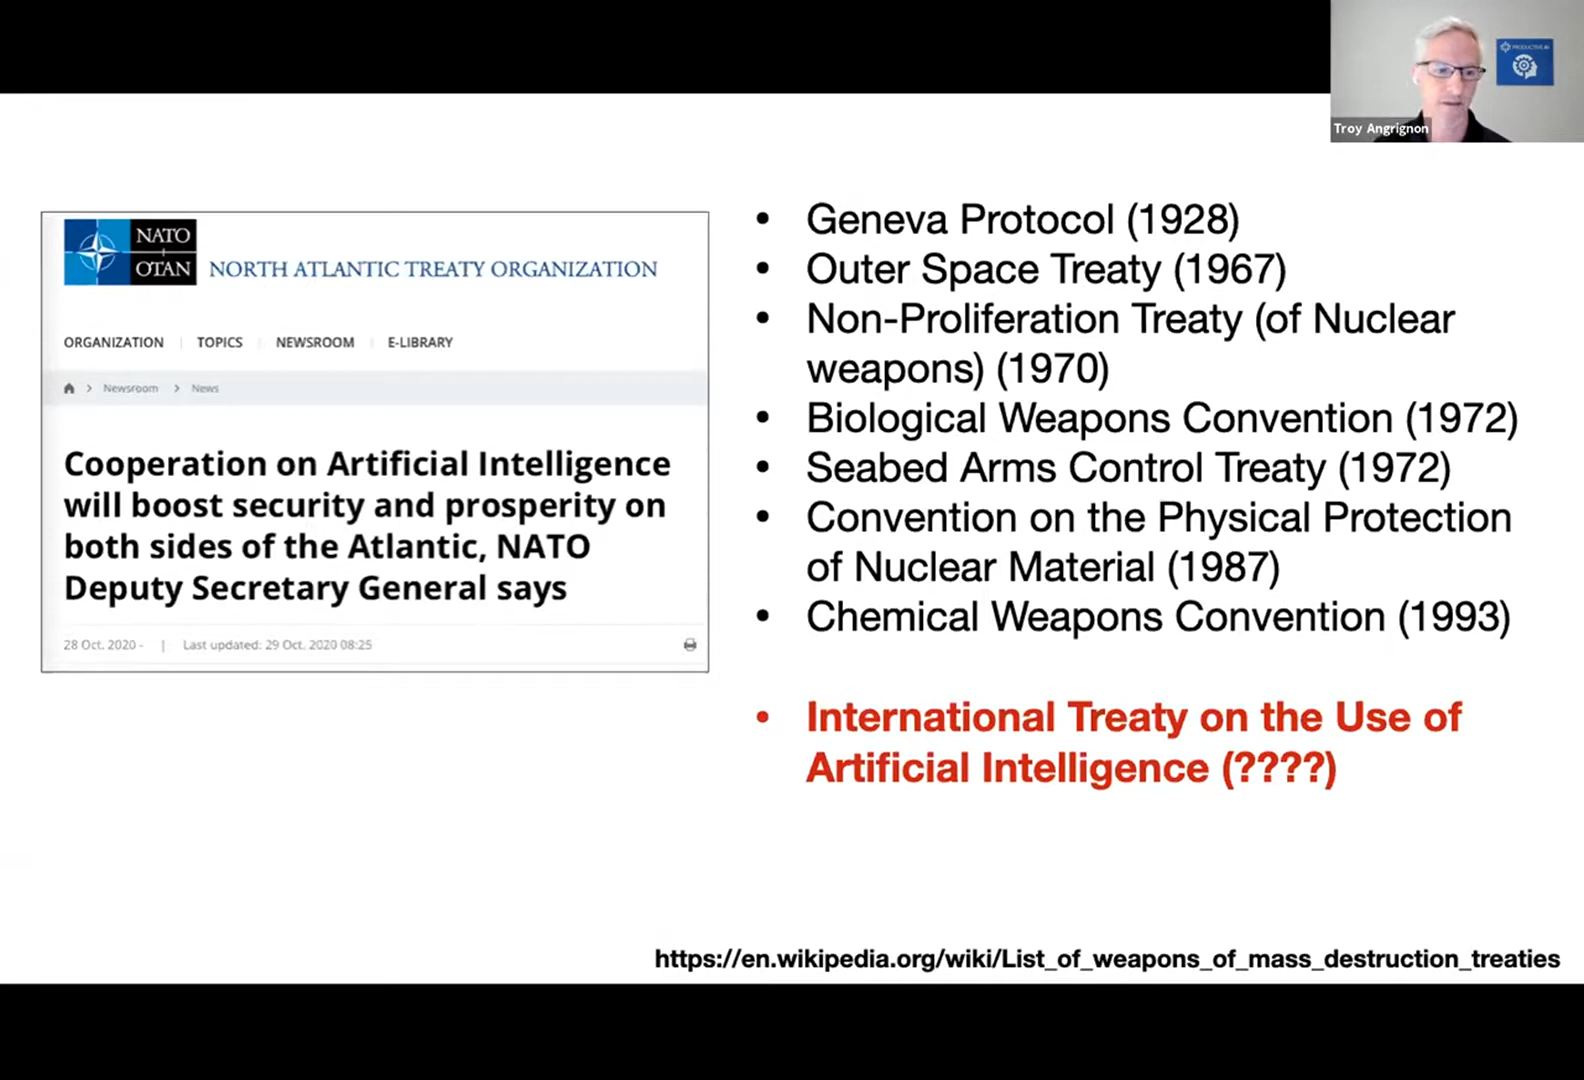 PRODUCTIVE AI
Troy Angrignon
NATO
OTAN
NORTH ATLANTIC TREATY ORGANIZATION
ORGANIZATION | TOPICS | NEWSROOM | E-LIBRARY
> Newsroom > News
Cooperation on Artificial Intelligence
will boost security and prosperity on
both sides of the Atlantic, NATO
Deputy Secretary General says
28 Oct. 2020 - | Last updated: 29 Oct. 2020 08:25
• Geneva Protocol (1928)
• Outer Space Treaty (1967)
• Non-Proliferation Treaty (of Nuclear
weapons) (1970)
• Biological Weapons Convention (1972)
• Seabed Arms Control Treaty (1972)
• Convention on the Physical Protection
of Nuclear Material (1987)
• Chemical Weapons Convention (1993)
• International Treaty on the Use of
Artificial Intelligence (????)
https://en.wikipedia.org/wiki/List_of_weapons_of_mass_destruction_treaties